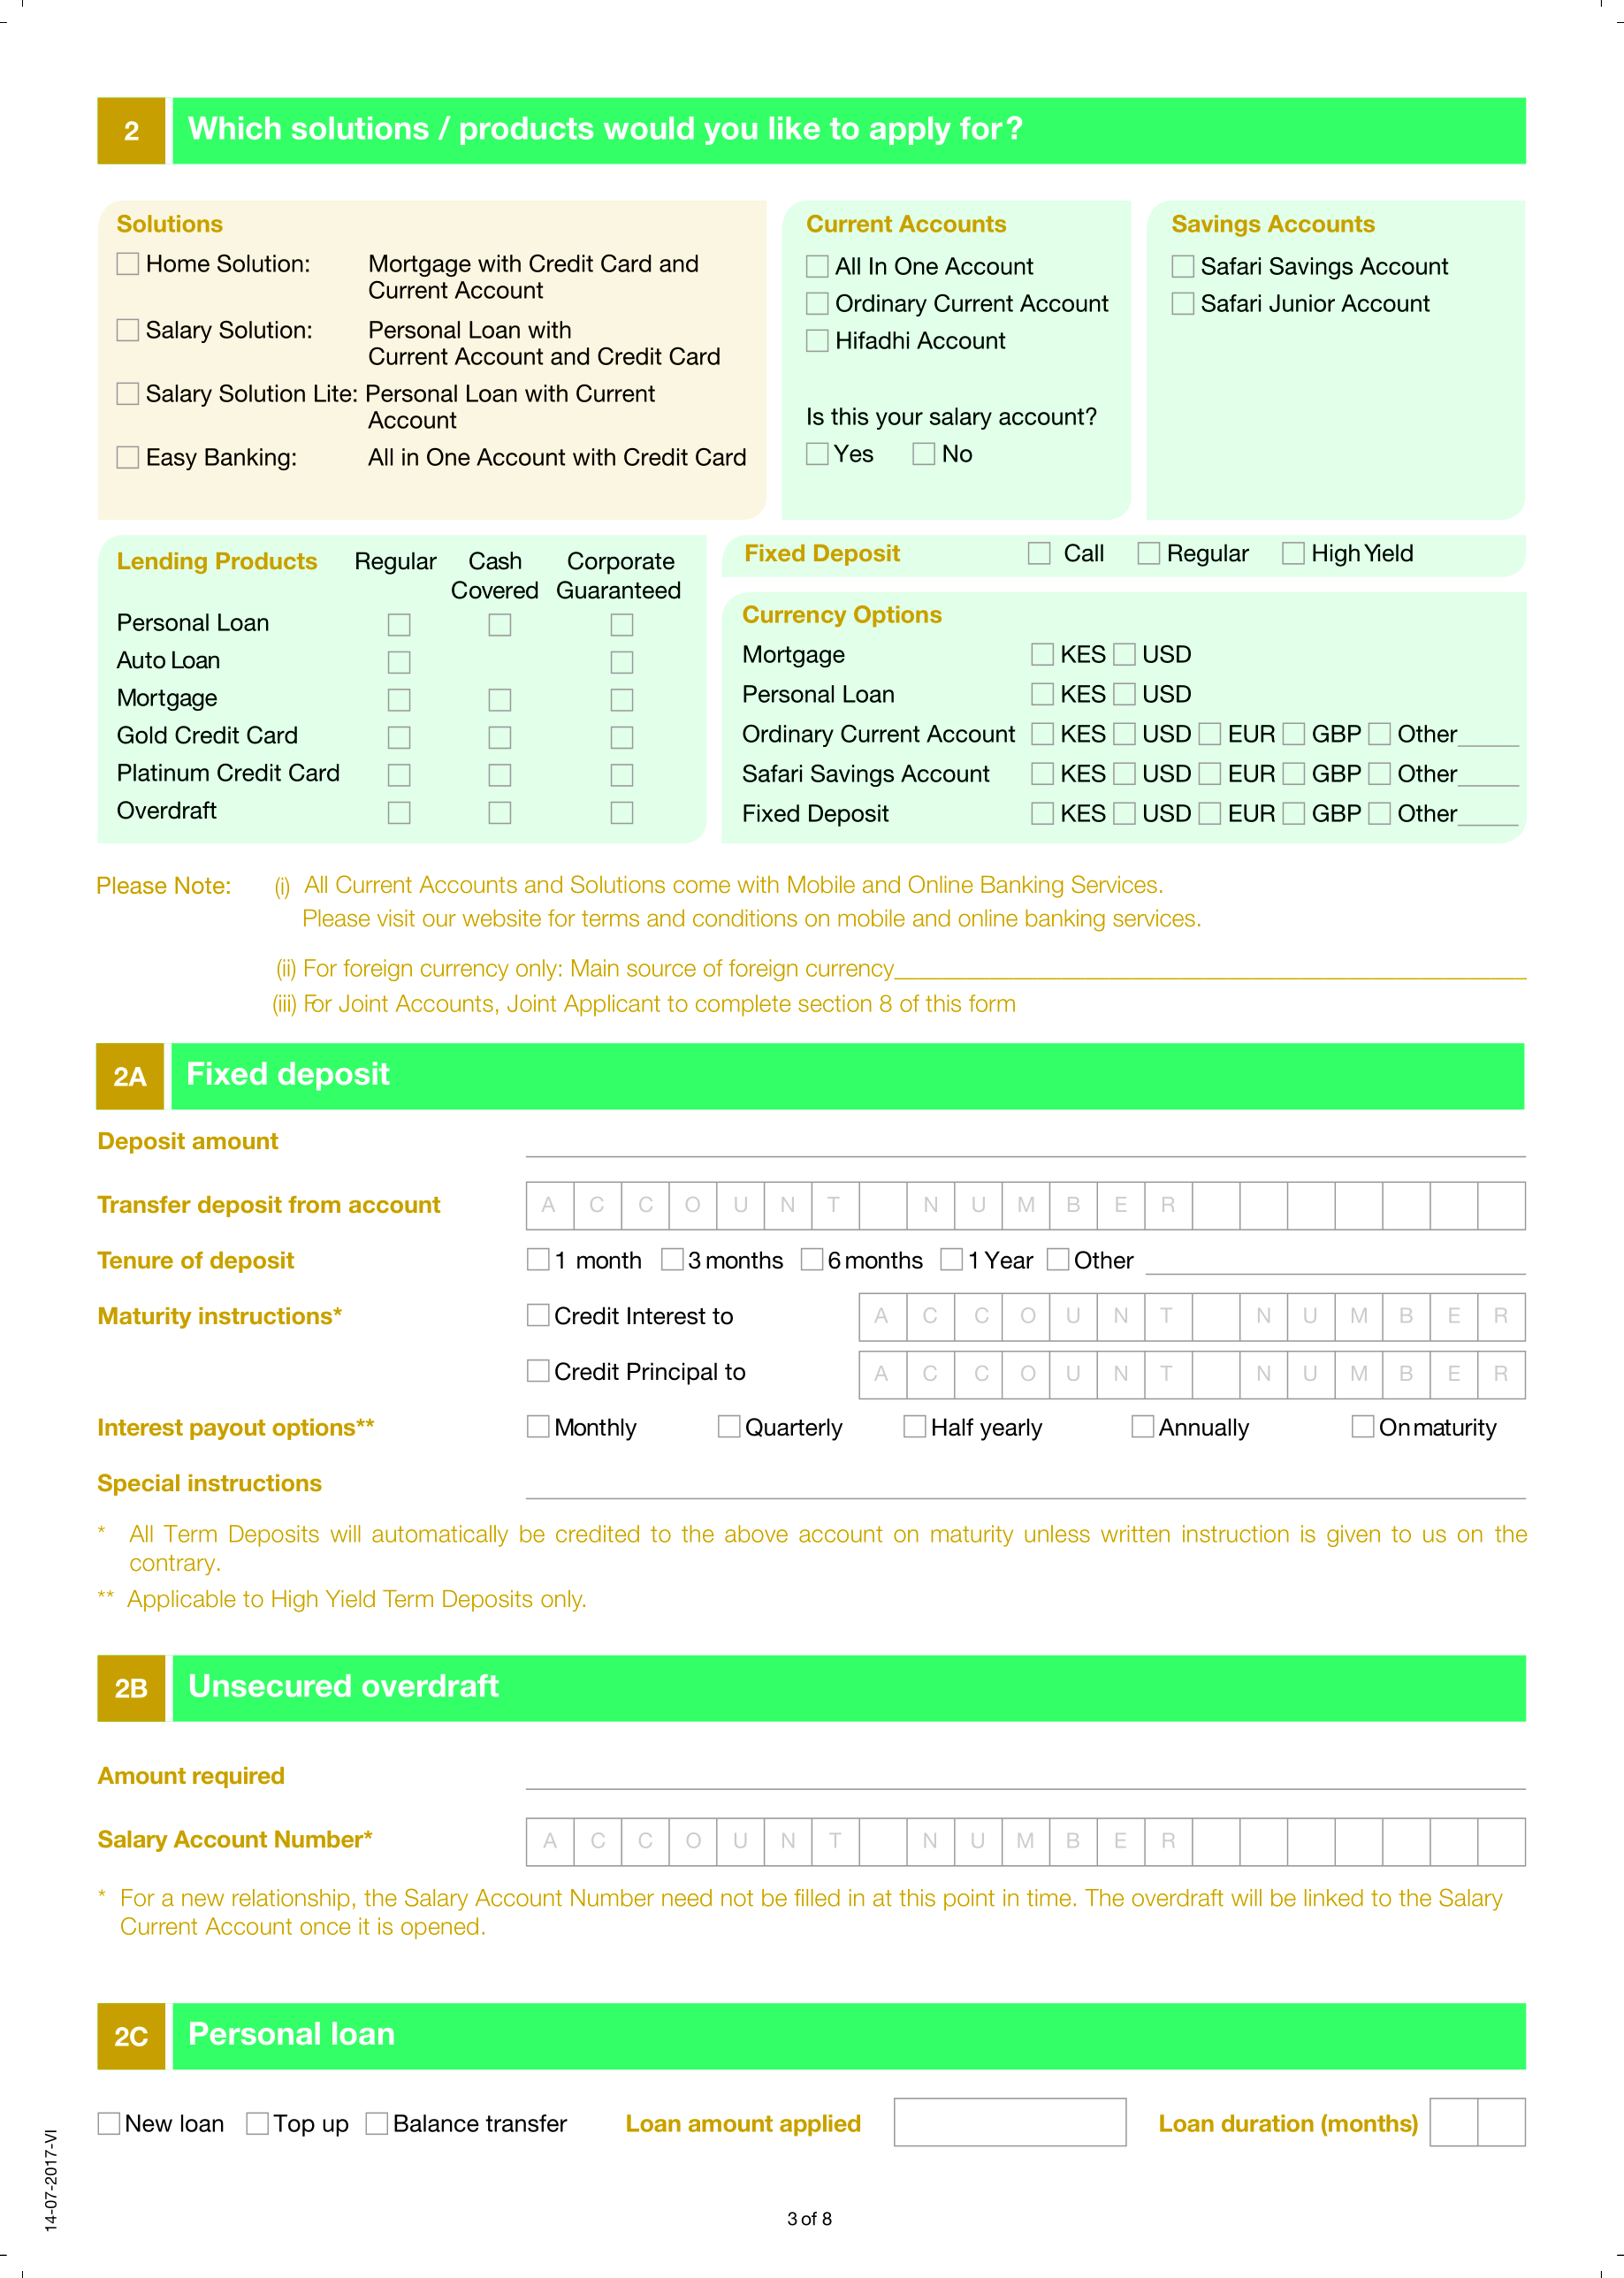 2 Which solutions / products would you like to apply for?
Solutions
Home Solution: Mortgage with Credit Card and
Current Account
Salary Solution: Personal Loan with
Current Account and Credit Card
Salary Solution Lite: Personal Loan with Current
Account
Easy Banking: All in One Account with Credit Card
Current Accounts
All In One Account
Ordinary Current Account
Hifadhi Account
Is this your salary account?
Yes No
Savings Accounts
Safari Savings Account
Safari Junior Account
Lending Products Regular Cash Corporate
Covered Guaranteed
Personal Loan
Auto Loan
Mortgage
Gold Credit Card
Platinum Credit Card
Overdraft
Fixed Deposit Call Regular High Yield
Currency Options
Mortgage KES USD
Personal Loan KES USD
Ordinary Current Account KES USD EUR GBP Other
Safari Savings Account KES USD EUR GBP Other
Fixed Deposit KES USD EUR GBP Other
Please Note: (i) All Current Accounts and Solutions come with Mobile and Online Banking Services.
Please visit our website for terms and conditions on mobile and online banking services.
(ii) For foreign currency only: Main source of foreign currency
(iii) For Joint Accounts, Joint Applicant to complete section 8 of this form
2A Fixed deposit
Deposit amount
Transfer deposit from account A C C O U N T N U M B E R
Tenure of deposit 1 month 3 months 6 months 1 Year Other
Maturity instructions* Credit Interest to A C C O U N T N U M B E R
Credit Principal to A C C O U N T N U M B E R
Interest payout options** Monthly Quarterly Half yearly Annually On maturity
Special instructions
* All Term Deposits will automatically be credited to the above account on maturity unless written instruction is given to us on the
contrary.
** Applicable to High Yield Term Deposits only.
2B Unsecured overdraft
Amount required
Salary Account Number* A C C O U N T N U M B E R
* For a new relationship, the Salary Account Number need not be filled in at this point in time. The overdraft will be linked to the Salary
Current Account once it is opened.
2C Personal loan
New loan Top up Balance transfer Loan amount applied Loan duration (months)
14-07-2017-VI
3 of 8